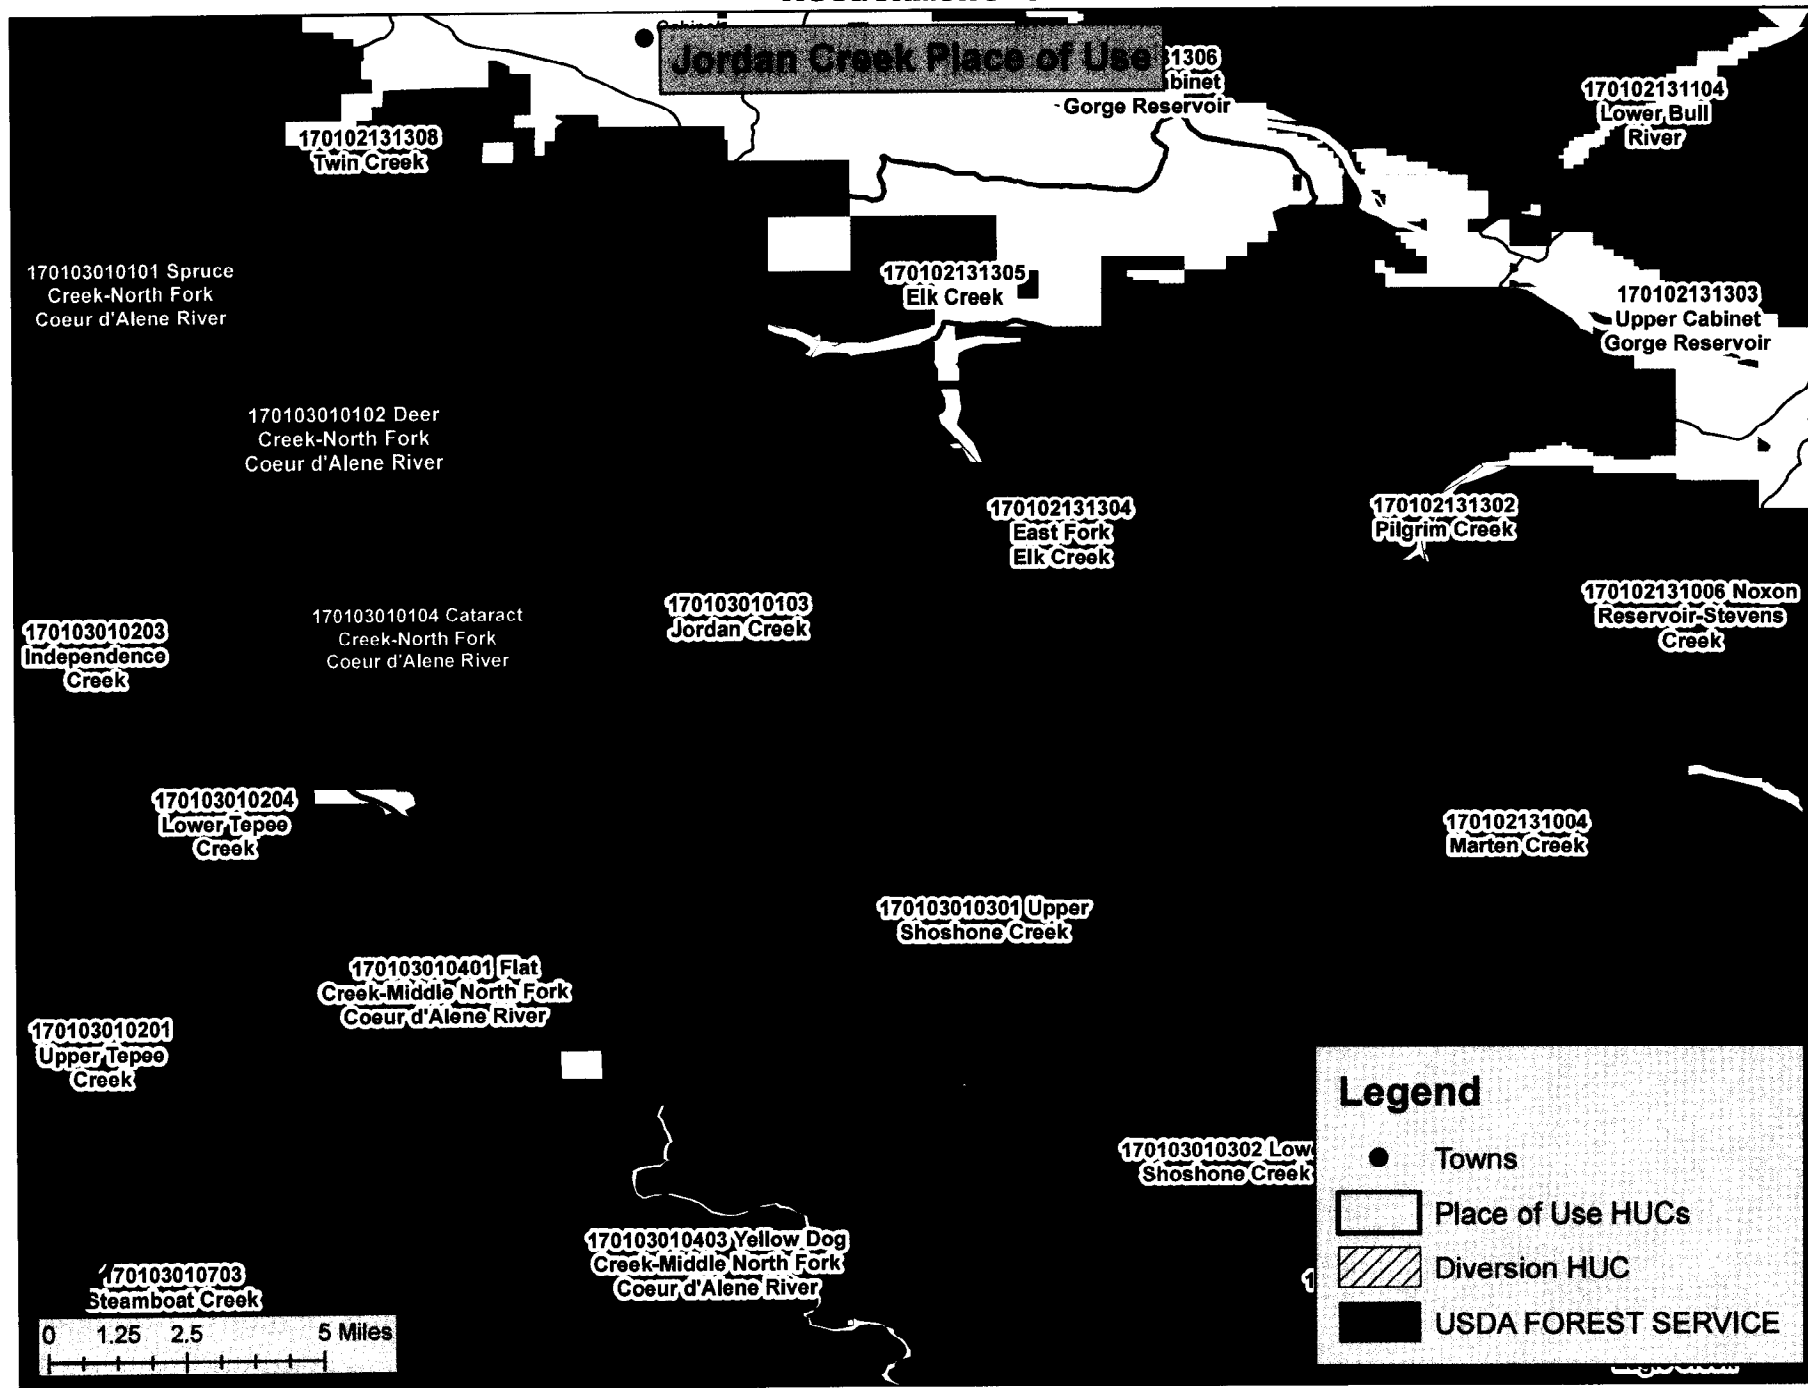 Jordan Creek Place of Use
31306
binet
Gorge Reservoir
170102131104
Lower Bull
River
170102131308
Twin Creek
170103010101 Spruce
Creek-North Fork
Coeur d'Alene River
170102131305
Elk Creek
170102131303
Upper Cabinet
Gorge Reservoir
170103010102 Deer
Creek-North Fork
Coeur d'Alene River
170102131304
East Fork
Elk Creek
170102131302
Pilgrim Creek
170103010203
Independence
Creek
170103010104 Cataract
Creek-North Fork
Coeur d'Alene River
170103010103
Jordan Creek
170102131006 Noxon
Reservoir-Stevens
Creek
170103010204
Lower Tepee
Creek
170102131004
Marten Creek
170103010301 Upper
Shoshone Creek
170103010401 Flat
Creek-Middle North Fork
Coeur d'Alene River
170103010201
Upper Tepee
Creek
170103010302 Low
Shoshone Creek
170103010403 Yellow Dog
Creek-Middle North Fork
Coeur d'Alene River
170103010703
Steamboat Creek
0 1.25 2.5 5 Miles
Legend
Towns
Place of Use HUCs
Diversion HUC
USDA FOREST SERVICE